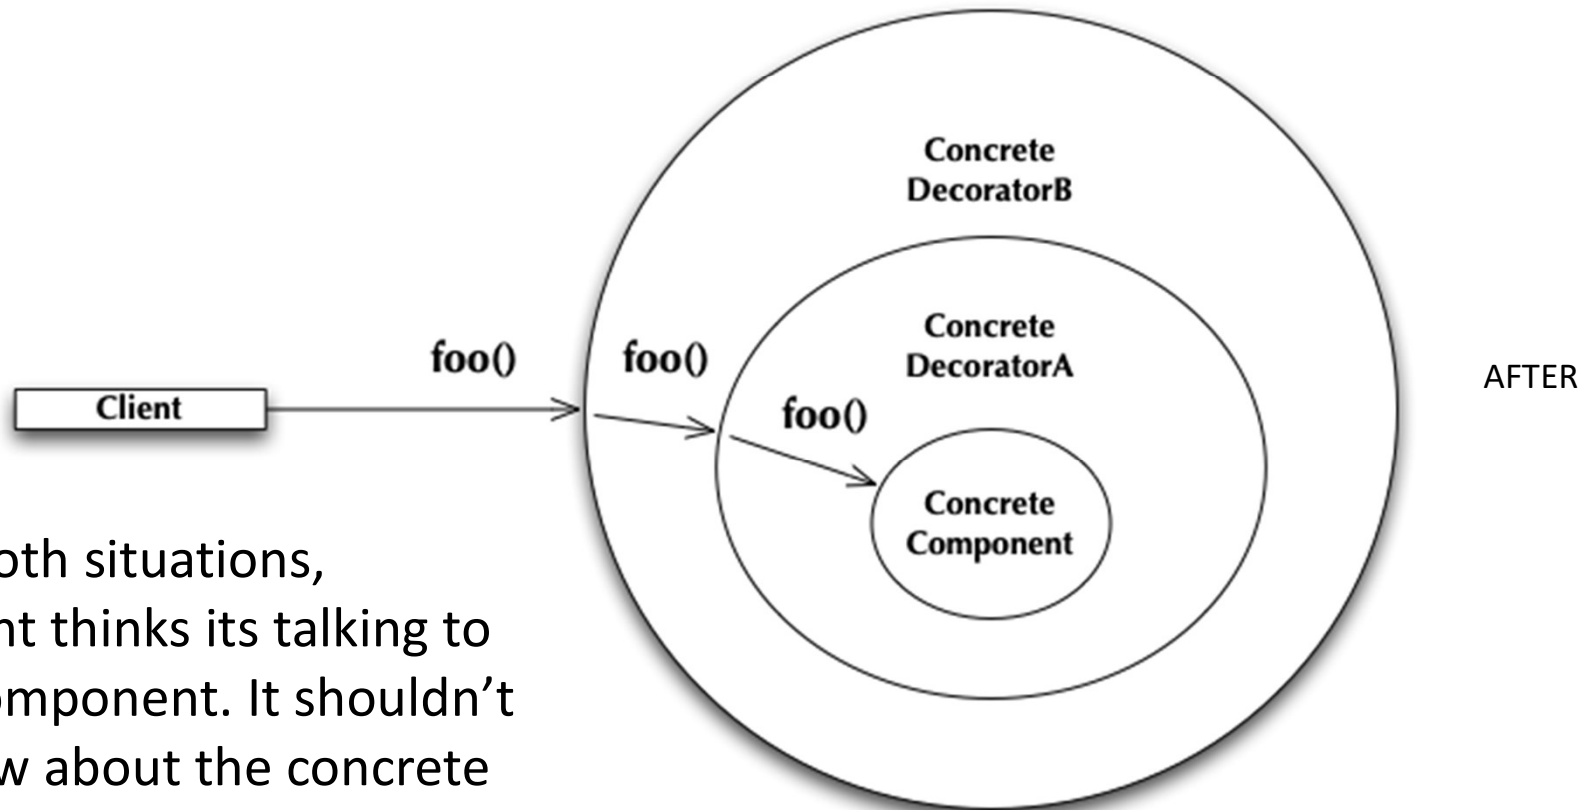 Concrete
DecoratorB
Concrete
DecoratorA
foo()
foo()
foo()
Client
AFTER
Concrete
Component
situations,
thinks its talking to
It shouldn’t
about the concrete